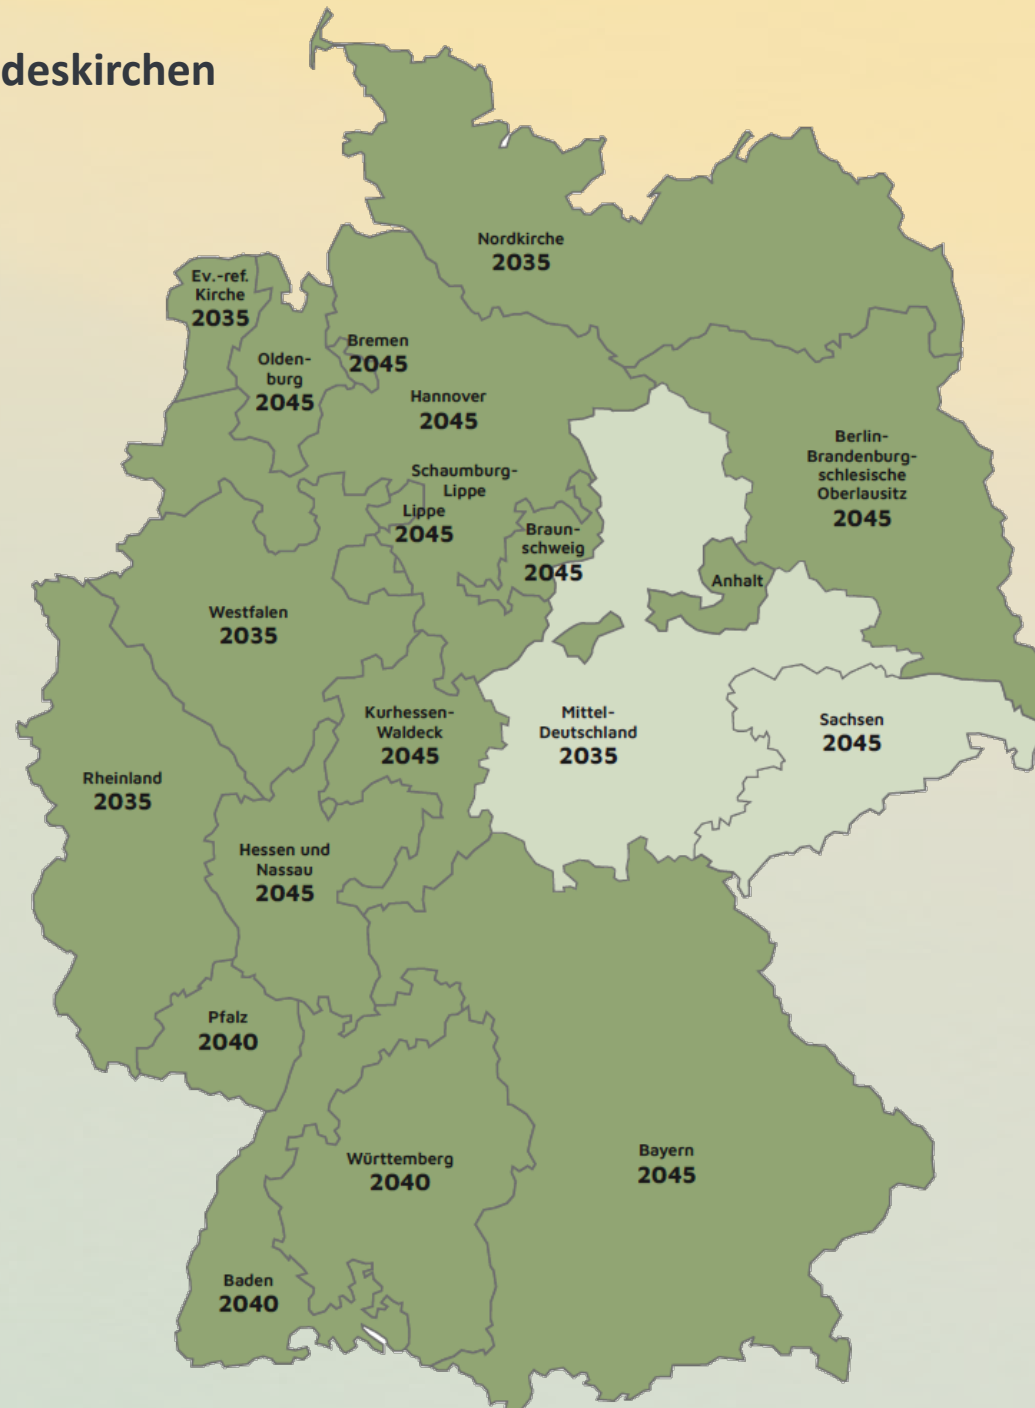 deskirchen
Nordkirche
2035
Ev.-ref.
Kirche
2035
Bremen
2045
Olden-
burg
2045
Hannover
2045
Berlin-
Brandenburg-
schlesische
Oberlausitz
2045
Schaumburg-
Lippe
Lippe
2045
Braun-
schweig
2045
Anhalt
Westfalen
2035
Kurhessen-
Waldeck
2045
Mittel-
Deutschland
2035
Sachsen
2045
Rheinland
2035
Hessen und
Nassau
2045
Pfalz
2040
Württemberg
2040
Bayern
2045
Baden
2040